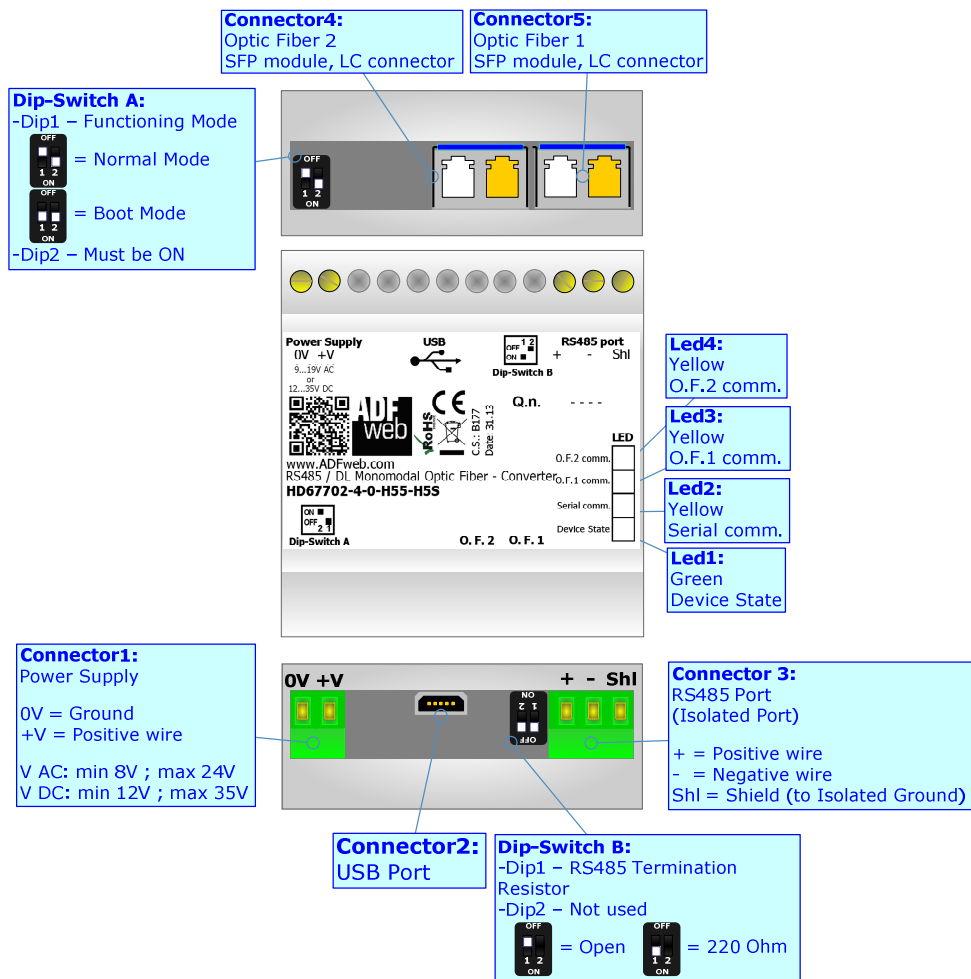 Connector4:
Optic Fiber 2
SFP module, LC connector
Connector5:
Optic Fiber 1
SFP module, LC connector
Dip-Switch A:
-Dip1 – Functioning Mode
OFF
1 2
ON
= Normal Mode
OFF
1 2
ON
= Boot Mode
-Dip2 – Must be ON
OFF
1 2
ON
Power Supply
0V +V
9...19V AC
or
12...35V DC
USB
OFF 1 2
ON
Dip-Switch B
RS485 port
+ - Shl
ADF
web
RoHS
CE
C.S.: B177
Date: 31.13
Q.n. - - - -
LED
O.F.2 comm.
O.F.1 comm.
Serial comm.
Device State
www.ADFweb.com
RS485 / DL Monomodal Optic Fiber - Converter
HD67702-4-0-H55-H5S
ON
OFF 2 1
Dip-Switch A
O. F. 2 O. F. 1
Led4:
Yellow
O.F.2 comm.
Led3:
Yellow
O.F.1 comm.
Led2:
Yellow
Serial comm.
Led1:
Green
Device State
Connector1:
Power Supply
0V = Ground
+V = Positive wire
V AC: min 8V ; max 24V
V DC: min 12V ; max 35V
0V +V
+ - Shl
ON
1 2
OFF
Connector 3:
RS485 Port
(Isolated Port)
+ = Positive wire
- = Negative wire
Shl = Shield (to Isolated Ground)
Connector2:
USB Port
Dip-Switch B:
-Dip1 – RS485 Termination
Resistor
-Dip2 – Not used
OFF
1 2
ON
= Open
OFF
1 2
ON
= 220 Ohm